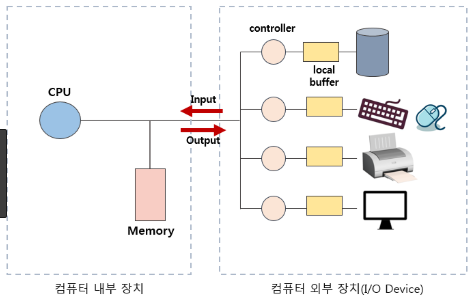 controller
local
buffer
CPU
Input
Output
Memory
컴퓨터 내부 장치
컴퓨터 외부 장치(I/O Device)